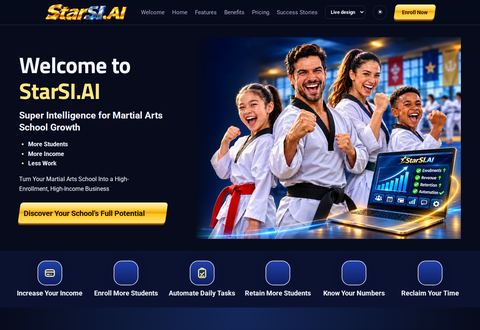 StarSI.AI
Welcome Home Features Benefits Pricing Success Stories
Live design
Enroll Now
Welcome to
StarSI.AI
Super Intelligence for Martial Arts
School Growth
• More Students
• More Income
• Less Work
Turn Your Martial Arts School Into a High-
Enrollment, High-Income Business
Discover Your School's Full Potential
StarSI.AI
Enrollments
Revenue
Retention
Automation
Increase Your Income
Enroll More Students
Automate Daily Tasks
Retain More Students
Know Your Numbers
Reclaim Your Time